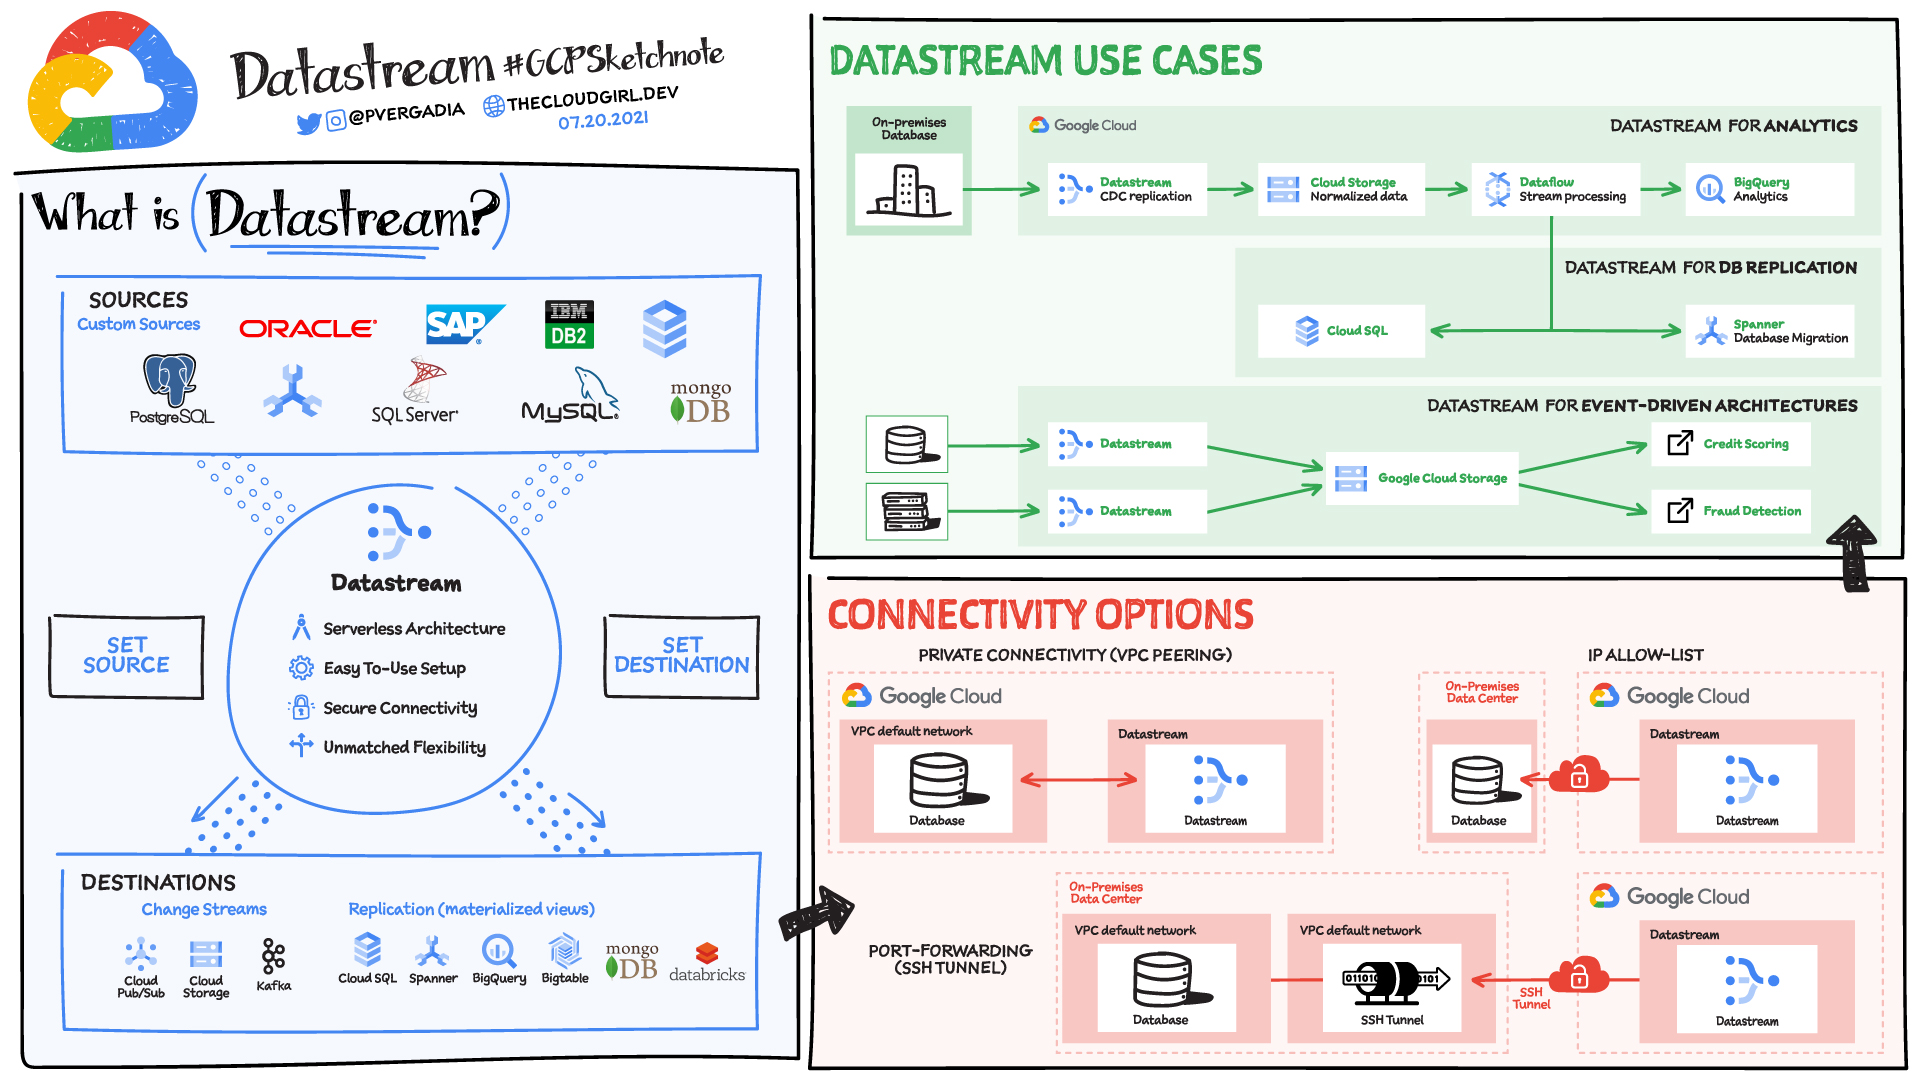 Datastream #GCPSketchnote
@PVERGADIA
THECLOUDGIRL.DEV
07.20.2021
What is (Datastream?)
SOURCES
Custom Sources
ORACLE
SAP
IBM
DB2
PostgreSQL
SQL Server
MySQL
mongo
DB
Datastream
Serverless Architecture
Easy To-Use Setup
Secure Connectivity
Unmatched Flexibility
SET
SOURCE
SET
DESTINATION
DESTINATIONS
Change Streams
Cloud
Pub/Sub
Cloud
Storage
Kafka
Replication (materialized views)
Cloud SQL
Spanner
BigQuery
Bigtable
mongo
DB
databricks
DATASTREAM USE CASES
On-premises
Database
Google Cloud
DATASTREAM FOR ANALYTICS
Datastream
CDC replication
Cloud Storage
Normalized data
Dataflow
Stream processing
BigQuery
Analytics
DATASTREAM FOR DB REPLICATION
Cloud SQL
Spanner
Database Migration
DATASTREAM FOR EVENT-DRIVEN ARCHITECTURES
Datastream
Datastream
Google Cloud Storage
Credit Scoring
Fraud Detection
CONNECTIVITY OPTIONS
PRIVATE CONNECTIVITY (VPC PEERING)
Google Cloud
VPC default network
Database
Datastream
Datastream
IP ALLOW-LIST
On-Premises
Data Center
Database
Google Cloud
Datastream
Datastream
PORT-FORWARDING
(SSH TUNNEL)
On-Premises
Data Center
VPC default network
Database
VPC default network
01101 0101
SSH Tunnel
SSH
Tunnel
Google Cloud
Datastream
Datastream